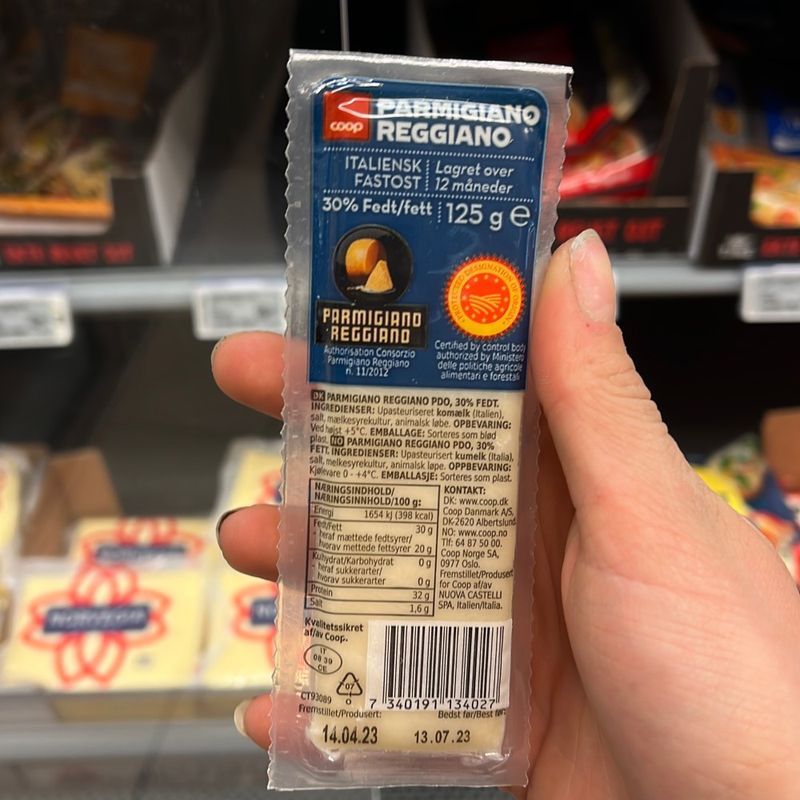 coop
PARMIGIANO
REGGIANO
ITALIENSK
FASTOST
Lagret over
12 måneder
30% Fedt/fett
125 g e
PARMIGIANO
REGGIANO
Authorisation Consorzio
Parmigiano Reggiano
n. 11/2012
PROTECTED DESIGNATION OF ORIGIN
Certified by control body
authorized by Ministero
delle politiche agricole
alimentari e forestali
DK PARMIGIANO REGGIANO PDO, 30% FEDT.
INGREDIENSER: Upasteuriseret komælk (Italien),
salt, mælkesyrekultur, animalsk løbe. OPBEVARING:
Ved højst +5°C. EMBALLAGE: Sorteres som blød
plast. NO PARMIGIANO REGGIANO PDO, 30%
FETT. INGREDIENSER: Upasteurisert kumelk (Italia),
salt, melkesyrekultur, animalsk løpe. OPPBEVARING:
Kjølevare 0 - +4°C. EMBALLASJE: Sorteres som plast.
NÆRINGSINDHOLD/
NÆRINGSINNHOLD/100 g:
Energi 1654 kJ (398 kcal)
Fedt/Fett 30 g
- heraf mættede fedtsyrer/
hvorav mettede fettsyrer 20 g
Kulhydrat/Karbohydrat 0 g
- heraf sukkerarter/
hvorav sukkerarter 0 g
Protein 32 g
Salt 1,6 g
KONTAKT:
DK: www.coop.dk
Coop Danmark A/S,
DK-2620 Albertslund
NO: www.coop.no
Tlf: 64 87 50 00.
Coop Norge SA,
0977 Oslo.
Fremstillet/Produsert
for Coop af/av
NUOVA CASTELLI
SPA, Italien/Italia.
Kvalitetssikret
af/av Coop.
IT
08 39
CE
07
O
CT93089
7 340191 134027
Fremstillet/Produsert:
Bedst før/Best før:
14.04.23
13.07.23
NORVEGIA